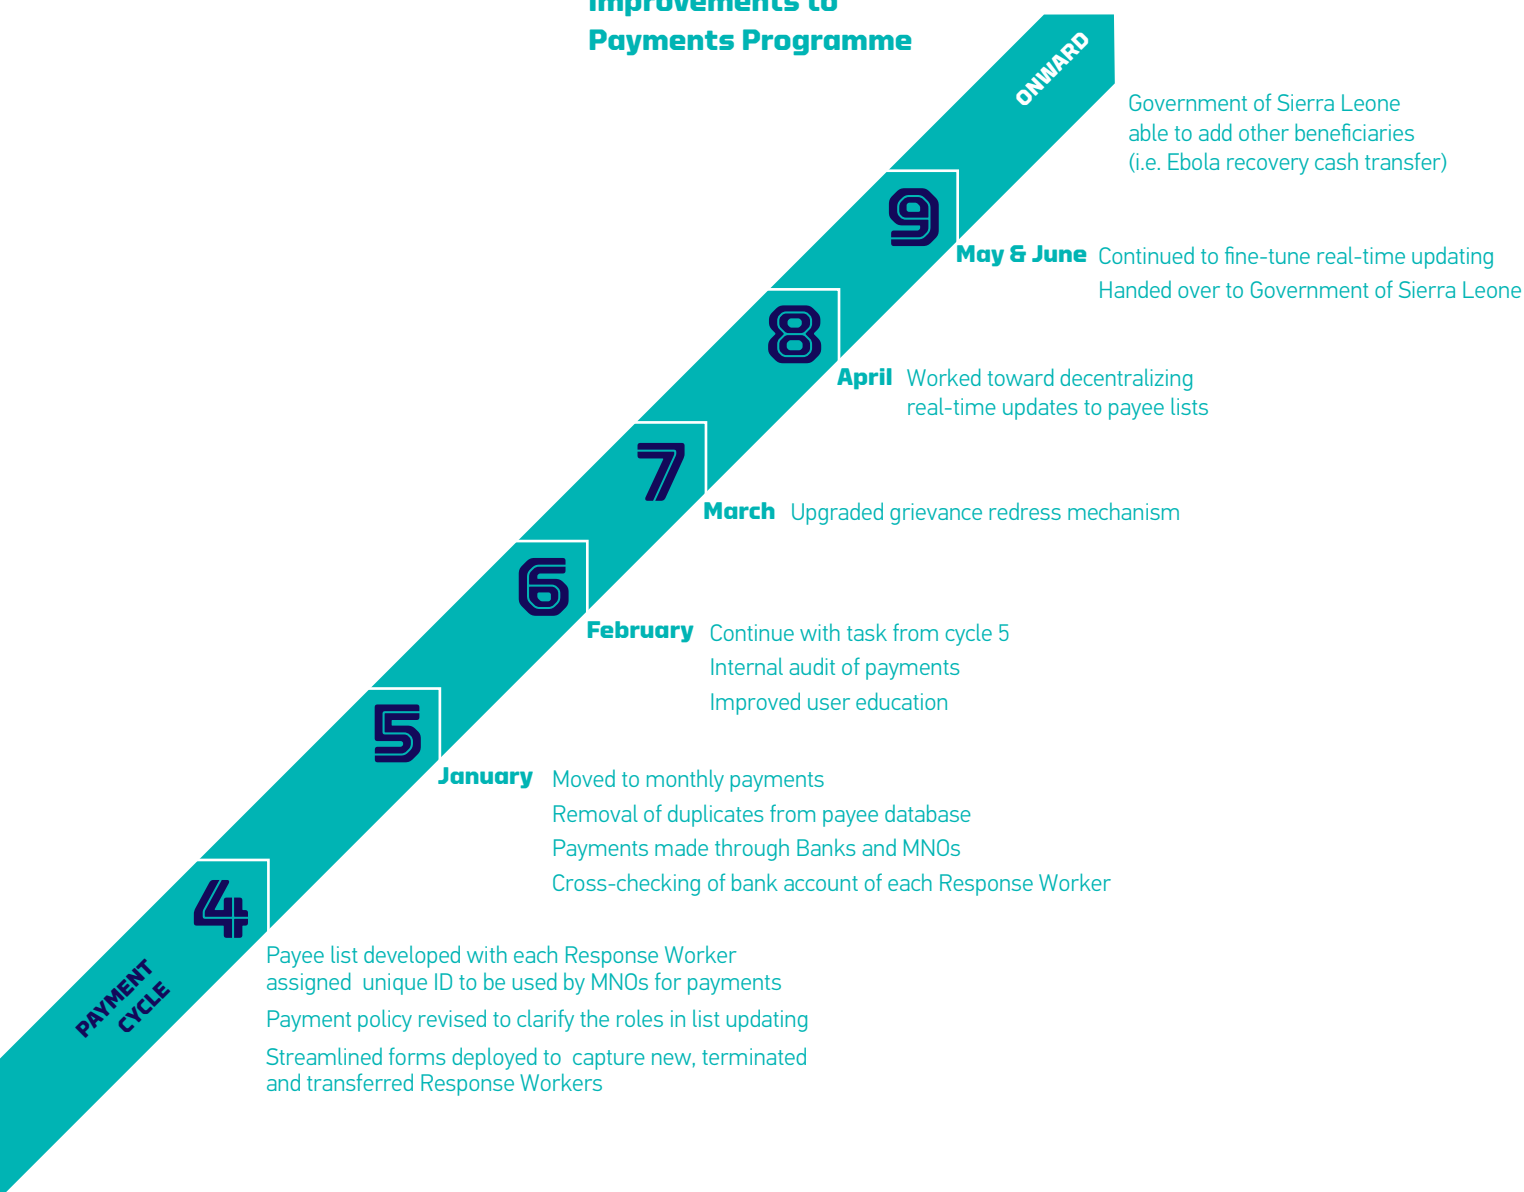 Improvements to
Payments Programme
ONWARD
Government of Sierra Leone
able to add other beneficiaries
(i.e. Ebola recovery cash transfer)
9
May & June Continued to fine-tune real-time updating
Handed over to Government of Sierra Leone
8
April Worked toward decentralizing
real-time updates to payee lists
7
March Upgraded grievance redress mechanism
6
February Continue with task from cycle 5
Internal audit of payments
Improved user education
5
January Moved to monthly payments
Removal of duplicates from payee database
Payments made through Banks and MNOs
Cross-checking of bank account of each Response Worker
4
PAYMENT
CYCLE
Payee list developed with each Response Worker
assigned unique ID to be used by MNOs for payments
Payment policy revised to clarify the roles in list updating
Streamlined forms deployed to capture new, terminated
and transferred Response Workers